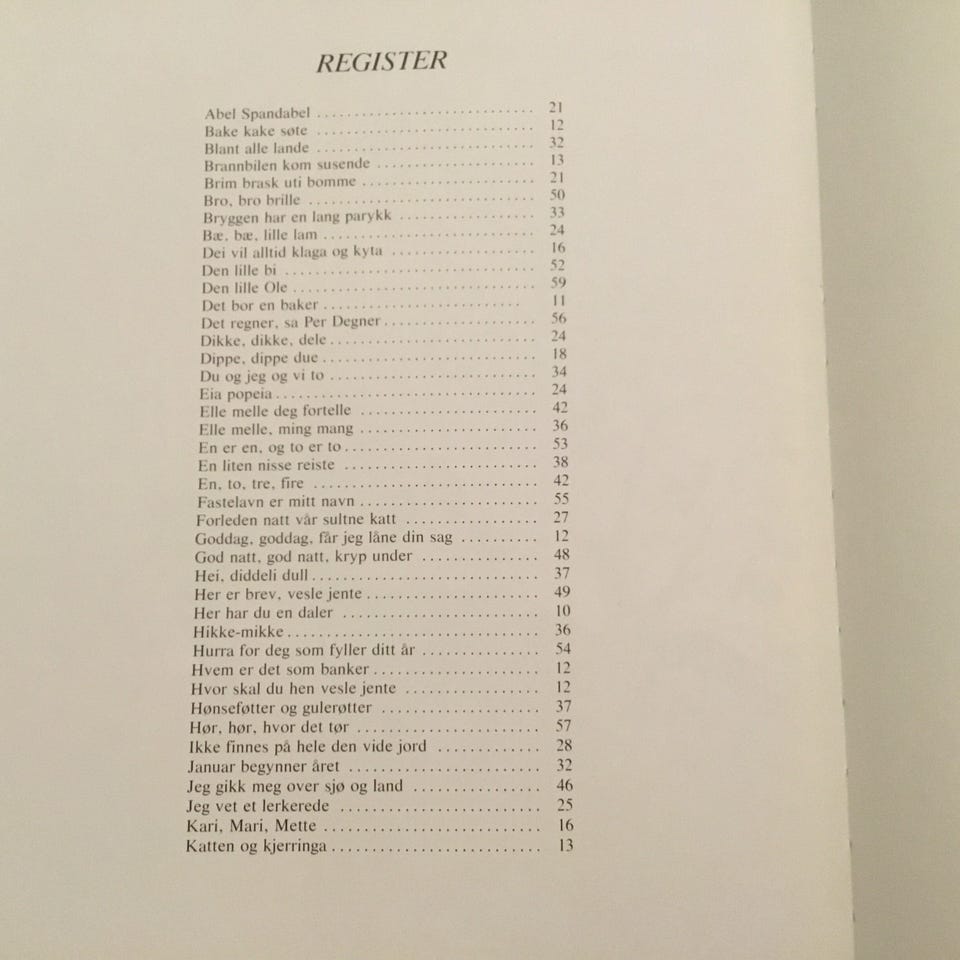 REGISTER
Abel Spandabel ............................. 21
Bake kake søte ............................. 12
Blant alle lande ............................. 32
Brannbilen kom susende ..................... 13
Brim brask uti bomme ....................... 21
Bro, bro brille .............................. 50
Bryggen har en lang parykk .................. 33
Bæ, bæ, lille lam ............................ 24
Dei vil alltid klaga og kyta ................... 16
Den lille bi ................................. 52
Den lille Ole ................................ 59
Det bor en baker ........................... 11
Det regner, sa Per Degner .................... 56
Dikke, dikke, dele ........................... 24
Dippe, dippe due ............................ 18
Du og jeg og vi to ........................... 34
Eia popeia .................................. 24
Elle melle deg fortelle ....................... 42
Elle melle, ming mang ....................... 36
En er en, og to er to ......................... 53
En liten nisse reiste ......................... 38
En, to, tre, fire ............................. 42
Fastelavn er mitt navn ....................... 55
Forleden natt vår sultne katt ................. 27
Goddag, goddag, får jeg låne din sag .......... 12
God natt, god natt, kryp under ............... 48
Hei, diddeli dull ............................. 37
Her er brev, vesle jente ...................... 49
Her har du en daler ......................... 10
Hikke-mikke ................................ 36
Hurra for deg som fyller ditt år ............... 54
Hvem er det som banker ..................... 12
Hvor skal du hen vesle jente ................. 12
Hønseføtter og gulerøtter .................... 37
Hør, hør, hvor det tør ....................... 57
Ikke finnes på hele den vide jord ............. 28
Januar begynner året ........................ 32
Jeg gikk meg over sjø og land ................ 46
Jeg vet et lerkerede ......................... 25
Kari, Mari, Mette ........................... 16
Katten og kjerringa .......................... 13